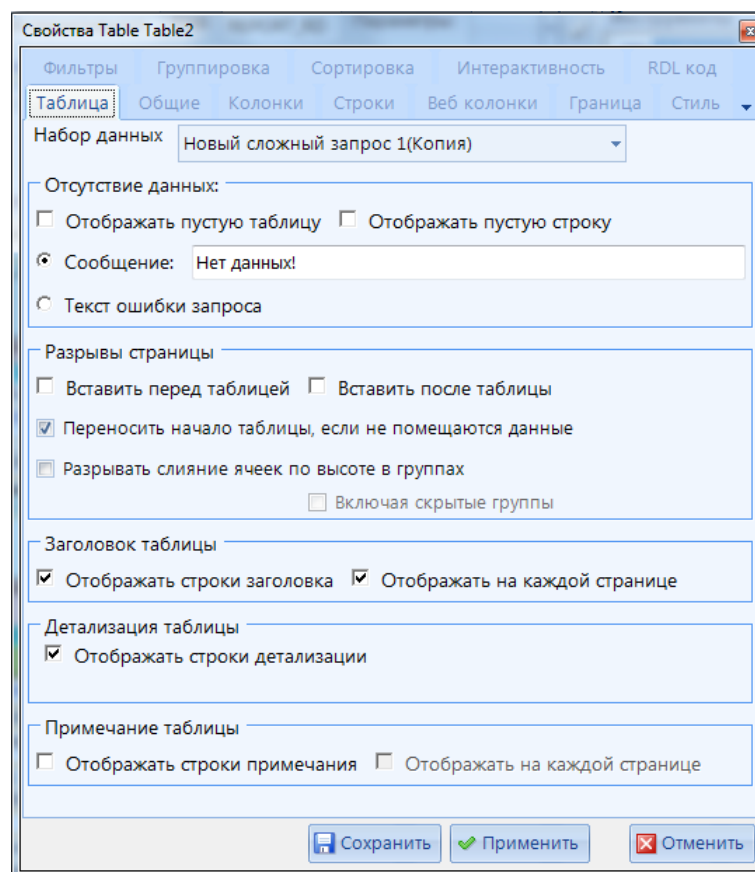 Свойства Table Table2
Фильтры Группировка Сортировка Интерактивность RDL код
Таблица Общие Колонки Строки Веб колонки Граница Стиль
Набор данных Новый сложный запрос 1(Копия)
Отсутствие данных:
Отображать пустую таблицу Отображать пустую строку
Сообщение: Нет данных!
Текст ошибки запроса
Разрывы страницы
Вставить перед таблицей Вставить после таблицы
Переносить начало таблицы, если не помещаются данные
Разрывать слияние ячеек по высоте в группах
Включая скрытые группы
Заголовок таблицы
Отображать строки заголовка Отображать на каждой странице
Детализация таблицы
Отображать строки детализации
Примечание таблицы
Отображать строки примечания Отображать на каждой странице
Сохранить Применить Отменить